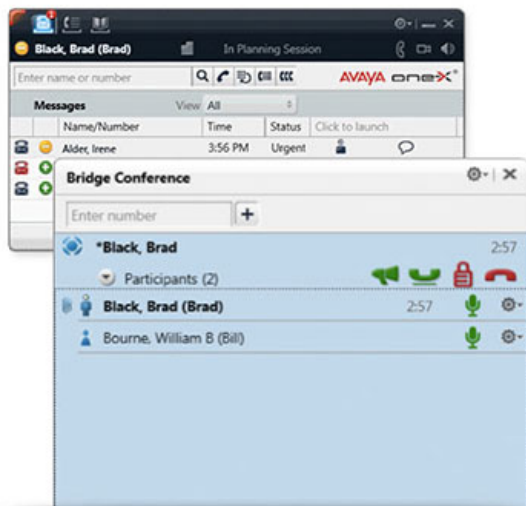 1
Black, Brad (Brad) In Planning Session
Enter name or number AVAYA one-X®
Messages View All
Name/Number Time Status Click to launch
Alder, Irene 3:56 PM Urgent
Bridge Conference
Enter number +
*Black, Brad 2:57
Participants (2)
Black, Brad (Brad) 2:57
Bourne, William B (Bill)